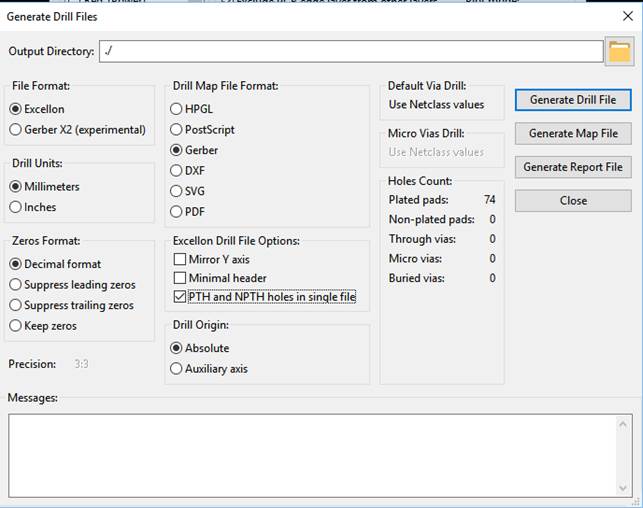 Generate Drill Files
Output Directory: ./
File Format:
Excellon
Gerber X2 (experimental)
Drill Units:
Millimeters
Inches
Zeros Format:
Decimal format
Suppress leading zeros
Suppress trailing zeros
Keep zeros
Precision: 3:3
Drill Map File Format:
HPGL
PostScript
Gerber
DXF
SVG
PDF
Excellon Drill File Options:
Mirror Y axis
Minimal header
PTH and NPTH holes in single file
Drill Origin:
Absolute
Auxiliary axis
Default Via Drill:
Use Netclass values
Micro Vias Drill:
Use Netclass values
Holes Count:
Plated pads: 74
Non-plated pads: 0
Through vias: 0
Micro vias: 0
Buried vias: 0
Generate Drill File
Generate Map File
Generate Report File
Close
Messages: